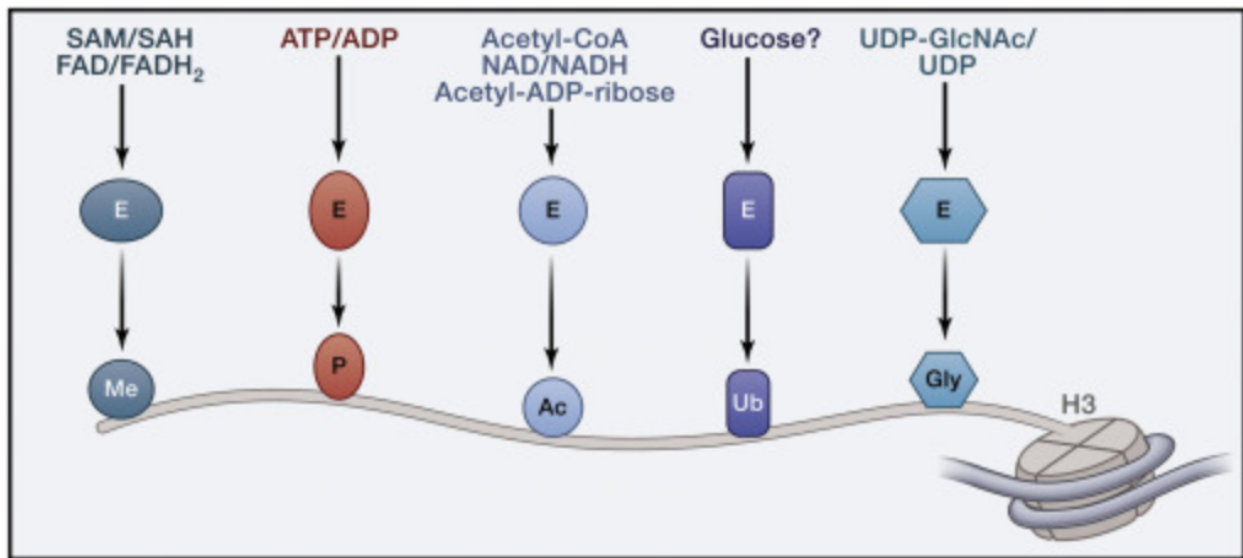 SAM/SAH
FAD/FADH₂
ATP/ADP
Acetyl-CoA
NAD/NADH
Acetyl-ADP-ribose
Glucose?
UDP-GlcNAc/
UDP
E
E
E
E
E
Me
P
Ac
Ub
Gly
H3